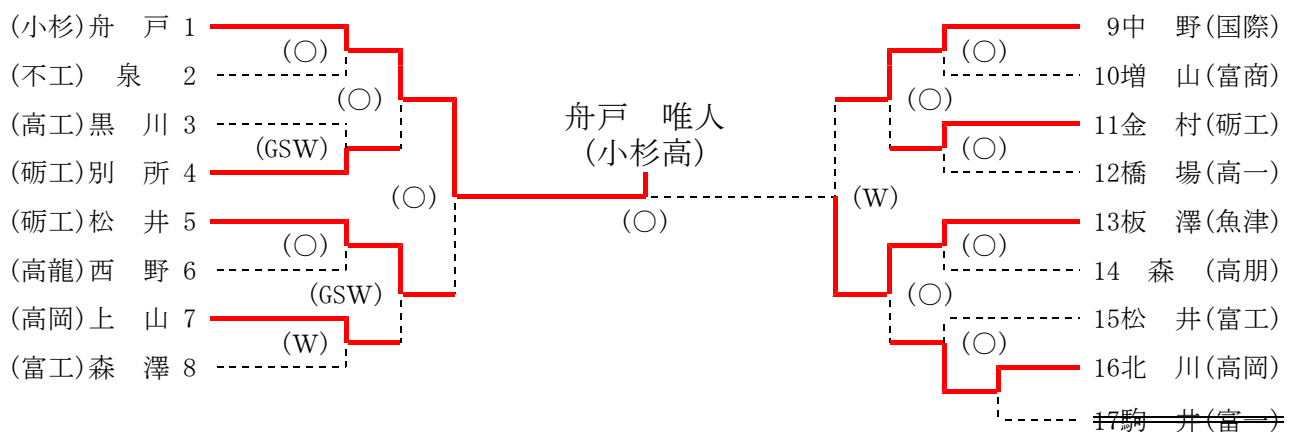 (小杉)舟　戸 1
(○)
(不工)　泉　 2
(○)
(高工)黒　川 3
(GSW)
(砺工)別　所 4
(○)
(砺工)松　井 5
(○)
(高龍)西　野 6
(GSW)
(高岡)上　山 7
(W)
(富工)森　澤 8
舟戸　唯人
(小杉高)
(○)
9中　野(国際)
(○)
10増　山(富商)
(○)
11金　村(砺工)
(○)
12橋　場(高一)
(W)
13板　澤(魚津)
(○)
14　森　(高朋)
(○)
15松　井(富工)
(○)
16北　川(高岡)
17駒　井(富一)